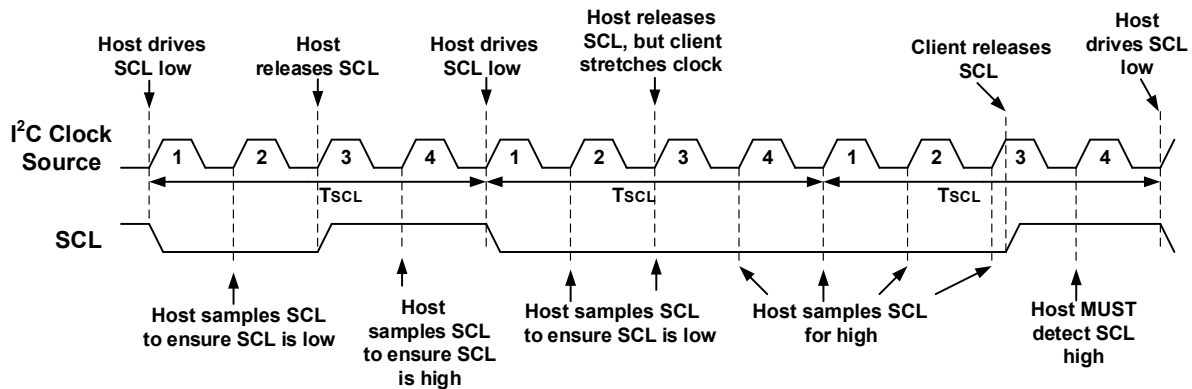 Host drives
SCL low
Host
releases SCL
Host drives
SCL low
Host releases
SCL, but client
stretches clock
Client releases
SCL
Host
drives SCL
low
I²C Clock
Source
1 2 3 4 1 2 3 4 1 2 3 4
TSCL TSCL TSCL
SCL
Host samples SCL
to ensure SCL is low
Host
samples SCL
to ensure SCL
is high
Host samples SCL
to ensure SCL is low
Host samples SCL
for high
Host MUST
detect SCL
high